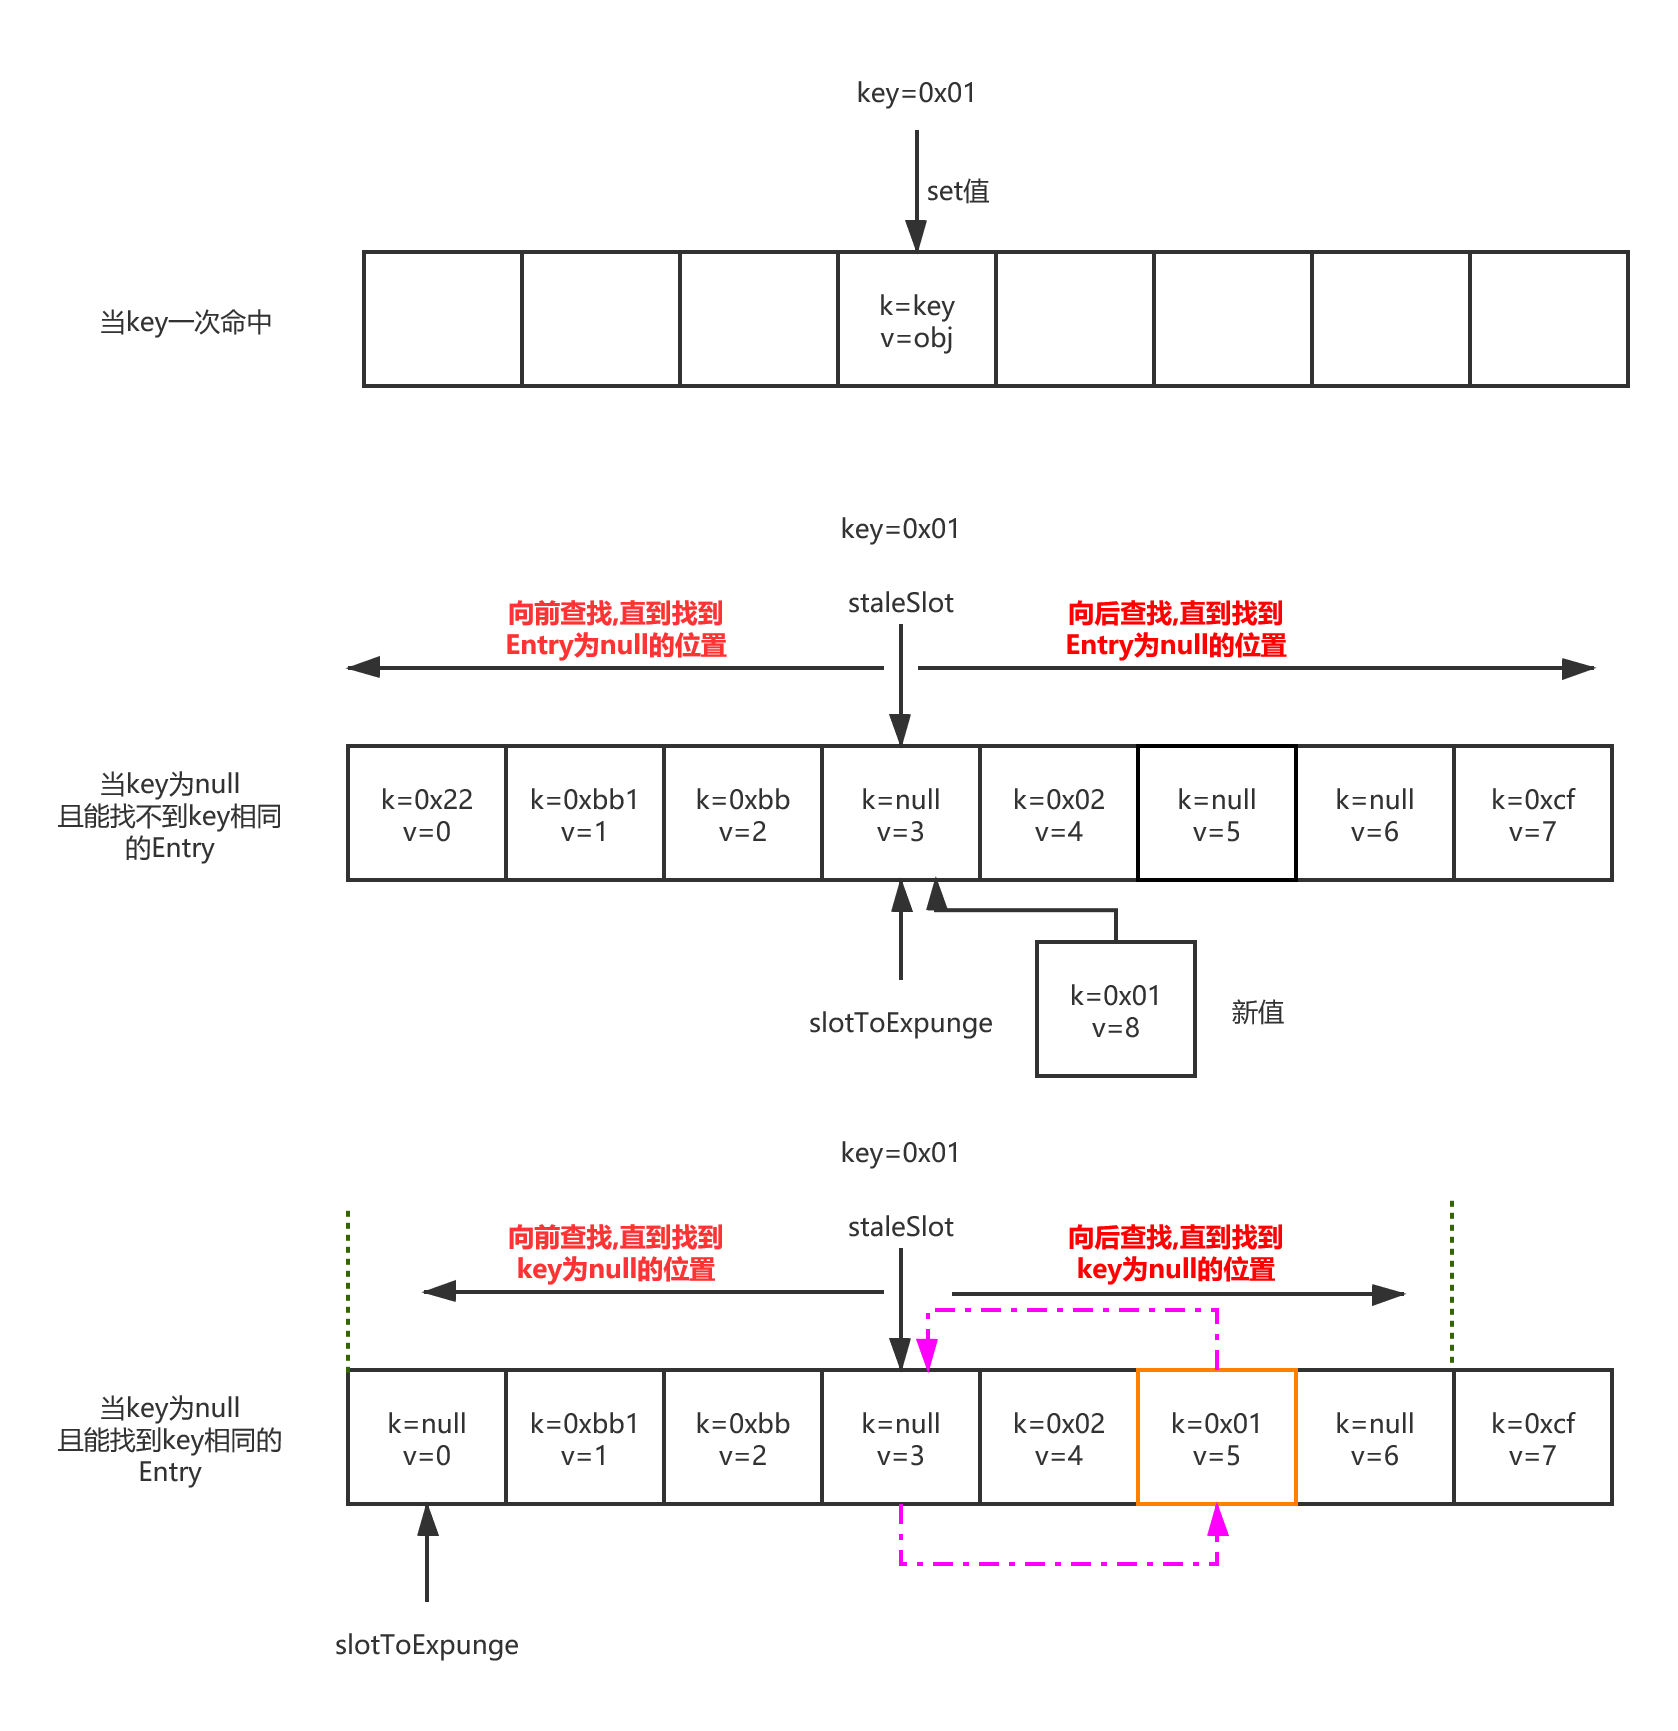 key=0x01
set值
当key一次命中
k=key
v=obj
key=0x01
staleSlot
向前查找,直到找到
Entry为null的位置
向后查找,直到找到
Entry为null的位置
当key为null
且能找不到key相同
的Entry
k=0x22
v=0
k=0xbb1
v=1
k=0xbb
v=2
k=null
v=3
k=0x02
v=4
k=null
v=5
k=null
v=6
k=0xcf
v=7
slotToExpunge
k=0x01
v=8
新值
key=0x01
staleSlot
向前查找,直到找到
key为null的位置
向后查找,直到找到
key为null的位置
当key为null
且能找到key相同的
Entry
k=null
v=0
k=0xbb1
v=1
k=0xbb
v=2
k=null
v=3
k=0x02
v=4
k=0x01
v=5
k=null
v=6
k=0xcf
v=7
slotToExpunge